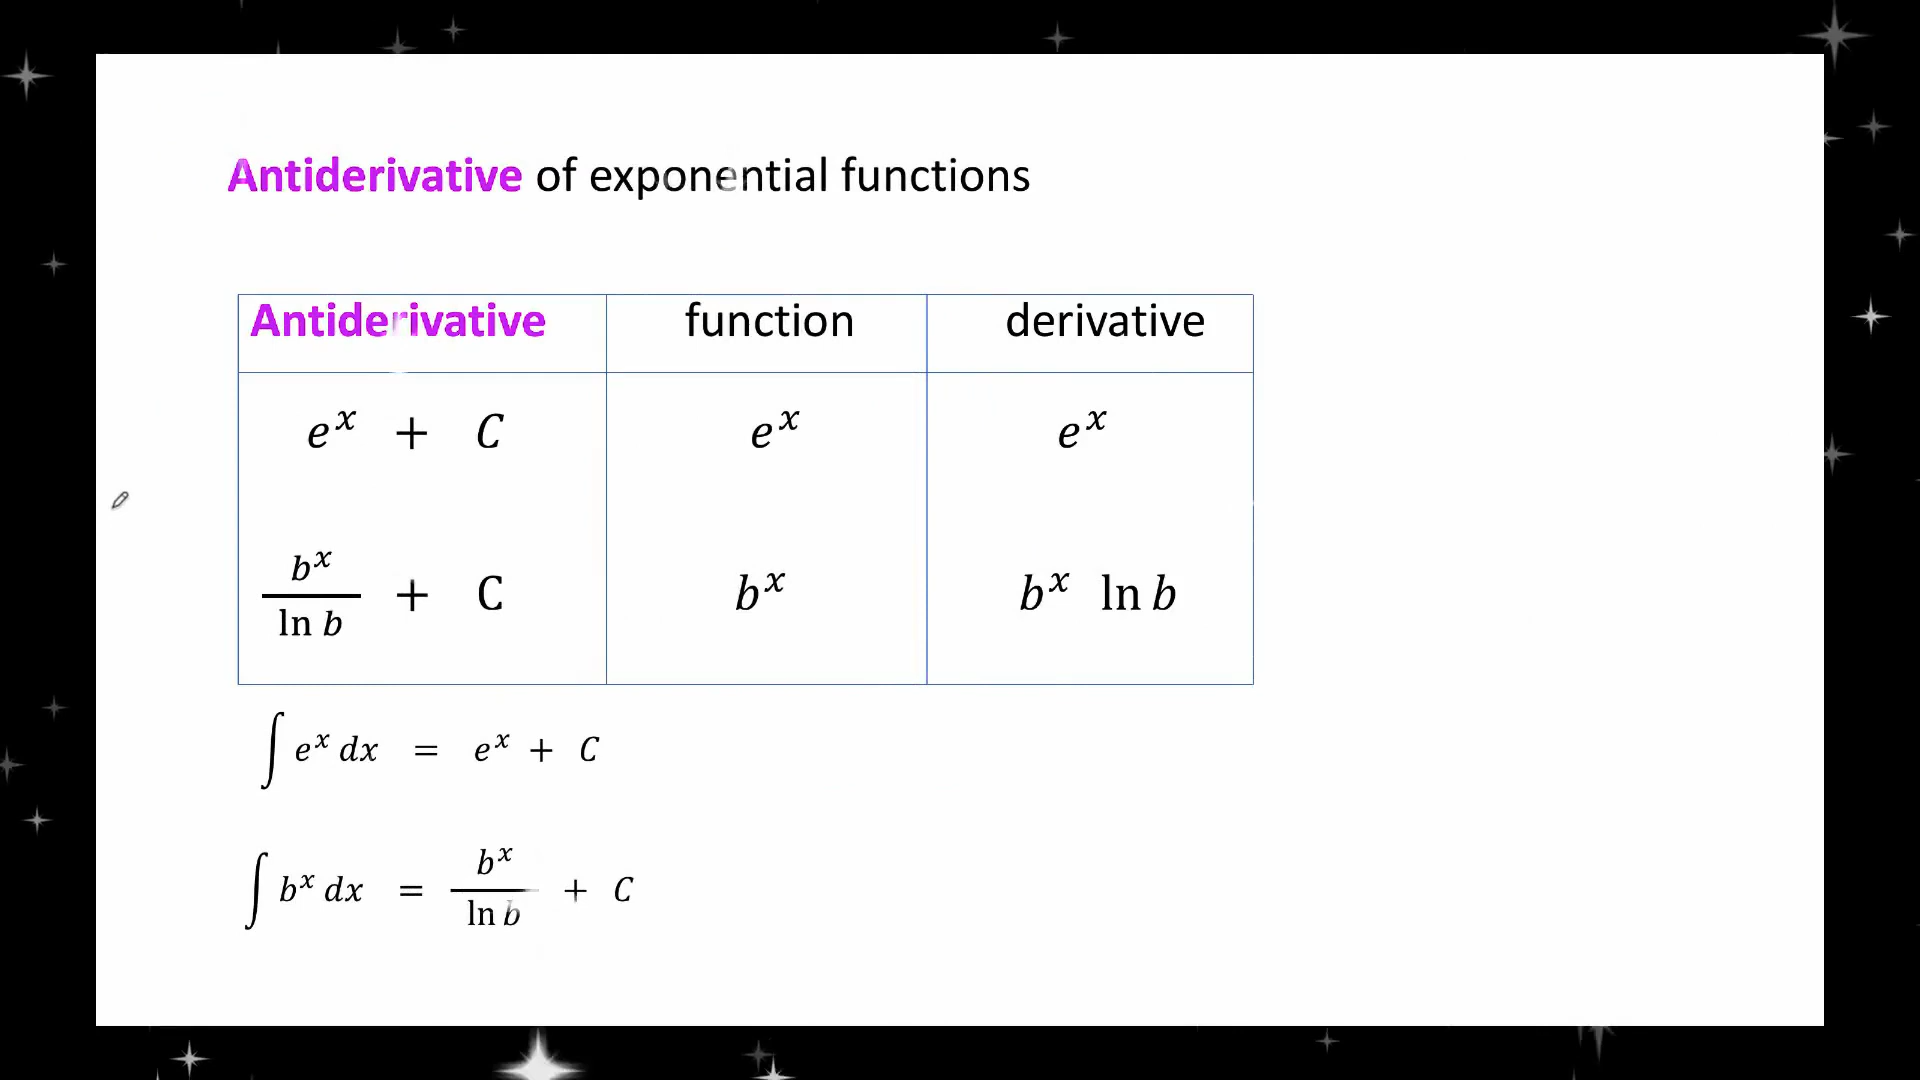 Antiderivative of exponential functions
Antiderivative function derivative
e^x + C e^x e^x
b^x/ln b + C b^x b^x ln b
∫ e^x dx = e^x + C
∫ b^x dx = b^x/ln b + C